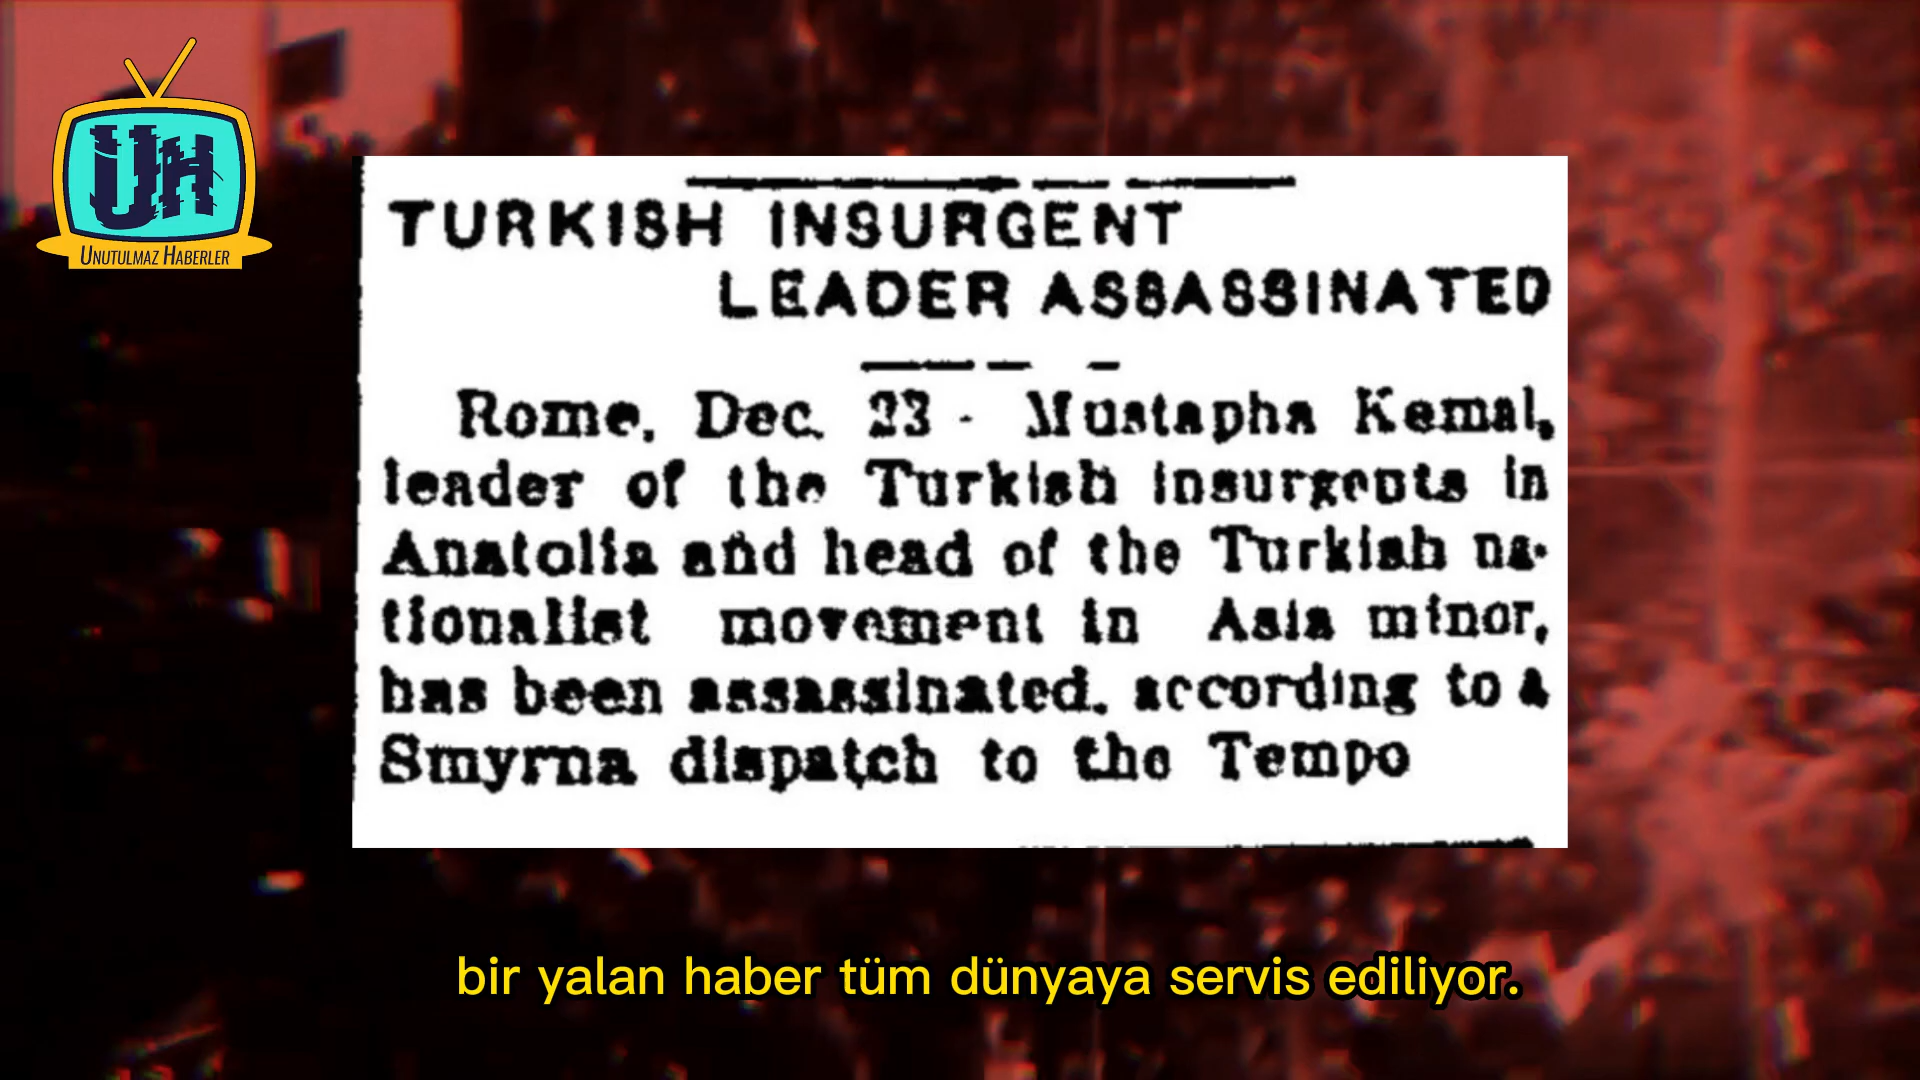 UH
UNUTULMAZ HABERLER
TURKISH INSURGENT
LEADER ASSASSINATED
Rome, Dec. 23 - Mustapha Kemal,
leader of the Turkish insurgents in
Anatolia and head of the Turkish na-
tionalist movement in Asia minor,
has been assassinated, according to a
Smyrna dispatch to the Tempo
bir yalan haber tüm dünyaya servis ediliyor.